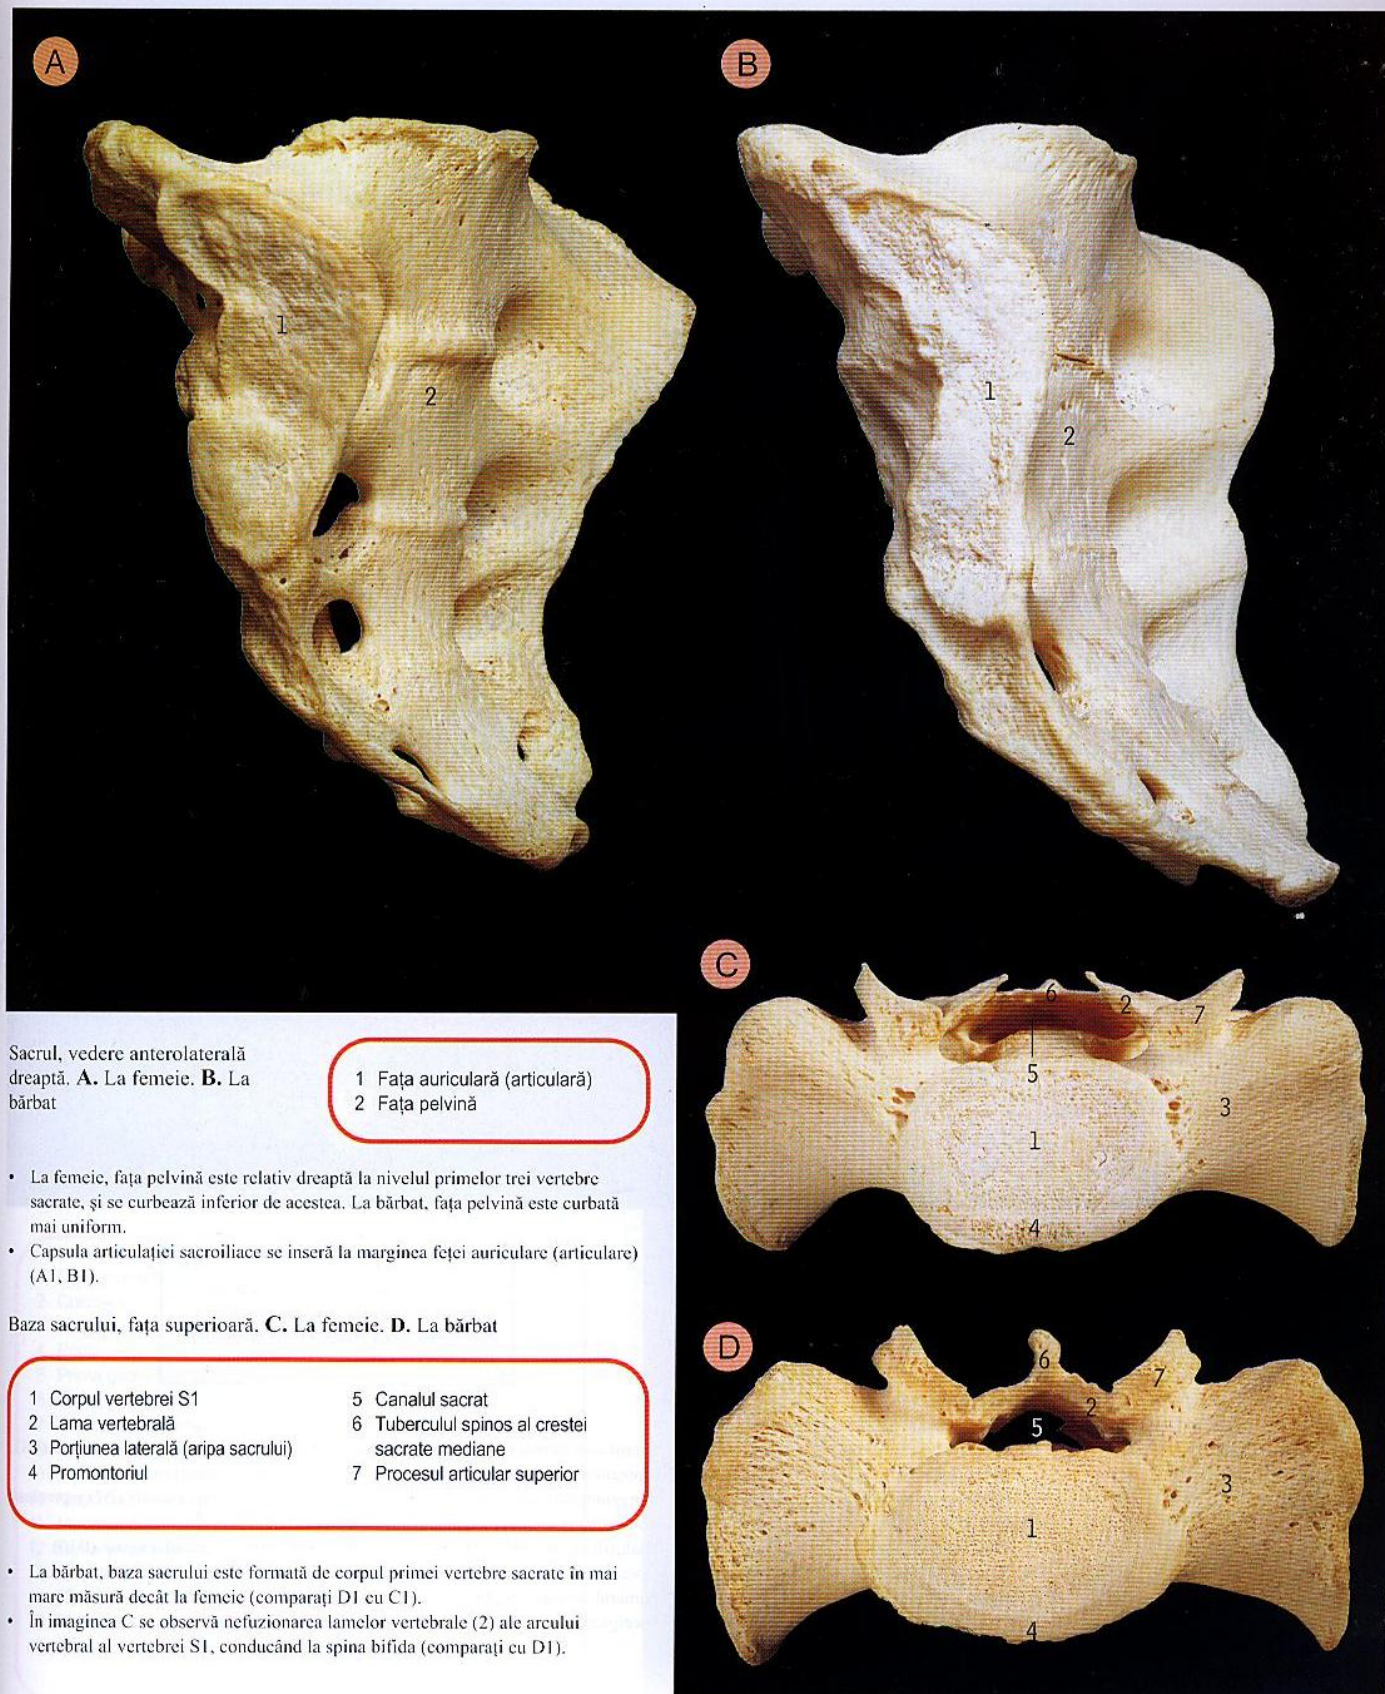 A
B
1
2
1
2
C
6
2
7
5
3
1
4
Sacrul, vedere anterolaterală
dreaptă. A. La femeie. B. La
bărbat
1 Fața auriculară (articulară)
2 Fața pelvină
• La femeie, fața pelvină este relativ dreaptă la nivelul primelor trei vertebre
sacrate, și se curbează inferior de acestea. La bărbat, fața pelvină este curbată
mai uniform.
• Capsula articulației sacroiliace se inseră la marginea feței auriculare (articulare)
(A1, B1).
Baza sacrului, fața superioară. C. La femeie. D. La bărbat
1 Corpul vertebrei S1
2 Lama vertebrală
3 Porțiunea laterală (aripa sacrului)
4 Promontoriul
5 Canalul sacrat
6 Tuberculul spinos al crestei
sacrate mediane
7 Procesul articular superior
• La bărbat, baza sacrului este formată de corpul primei vertebre sacrate în mai
mare măsură decât la femeie (comparați D1 cu C1).
• În imaginea C se observă nefuzionarea lamelor vertebrale (2) ale arcului
vertebral al vertebrei S1, conducând la spina bifida (comparați cu D1).
D
6
7
2
5
3
1
4